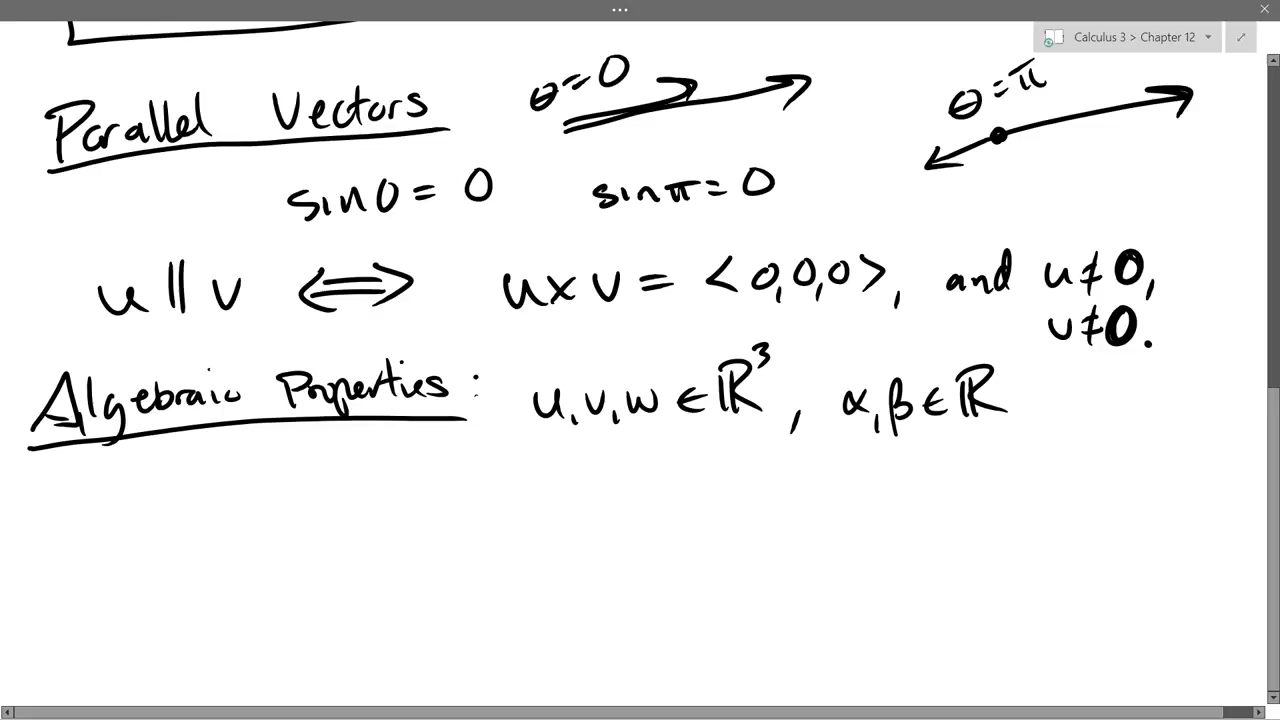 Calculus 3 > Chapter 12
Parallel Vectors θ=0 θ=π
sin0=0 sinπ=0
u ∥ v ⟺ u×v = <0,0,0>, and u≠0,
v≠0.
Algebraic Properties: u,v,w ∈ ℝ³, α,β ∈ ℝ